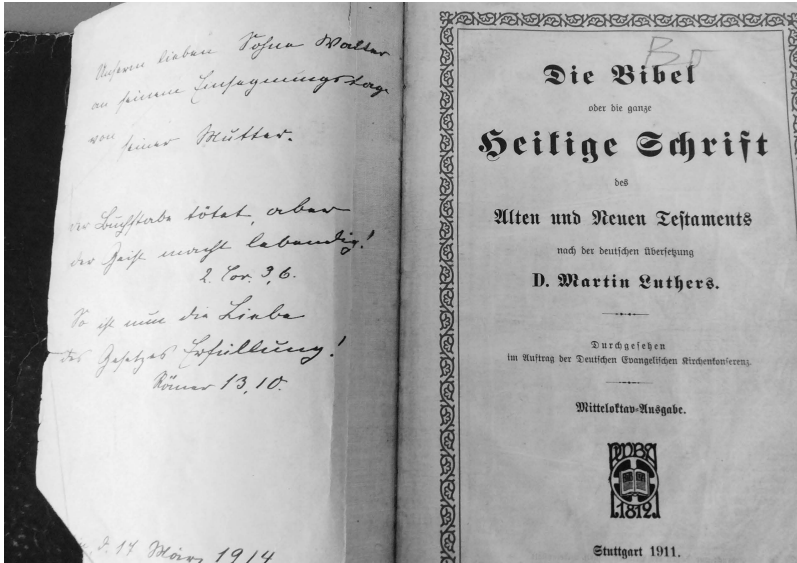 Unserm lieben Sohne Walter
an seinem Einsegnungstage
von
seiner Mutter.
der Buchstabe tötet, aber
der Geist macht lebendig!
2. Cor. 3,6.
So ist nun die Liebe
des Gesetzes Erfüllung!
Römer 13,10.
d. 17 März 1914
Die Bibel
oder die ganze
Heilige Schrift
des
Alten und Neuen Testaments
nach der deutschen Übersetzung
D. Martin Luthers.
Durchgesehen
im Auftrag der Deutschen Evangelischen Kirchenkonferenz.
Mitteloktav=Ausgabe.
1812
Stuttgart 1911.